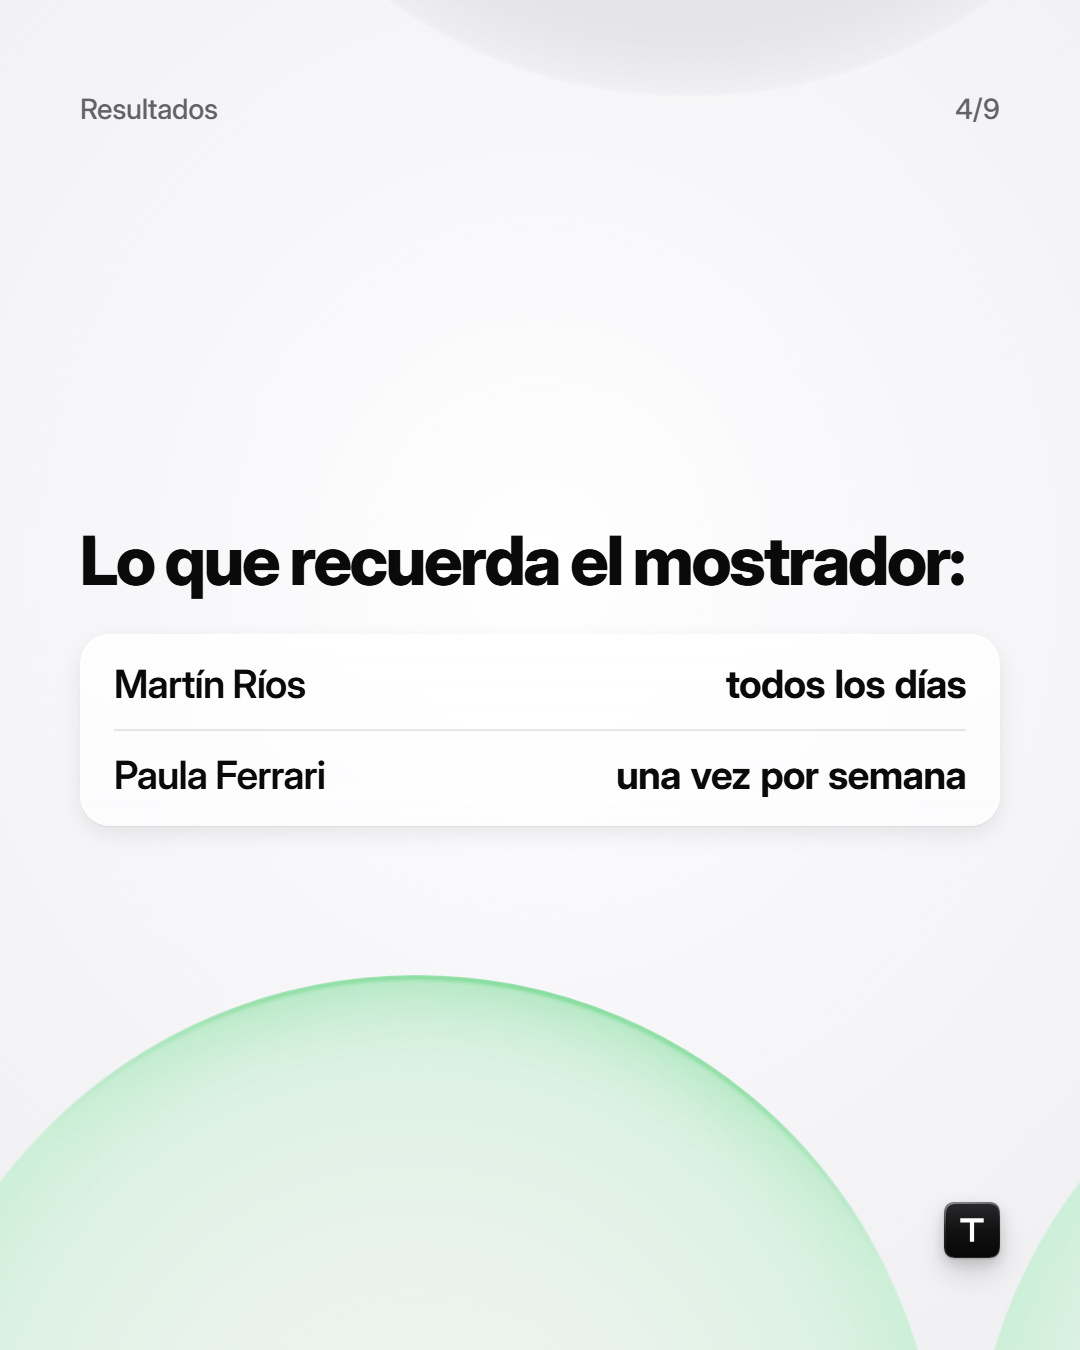 Resultados
4/9
Lo que recuerda el mostrador:
Martín Ríos
todos los días
Paula Ferrari
una vez por semana
T